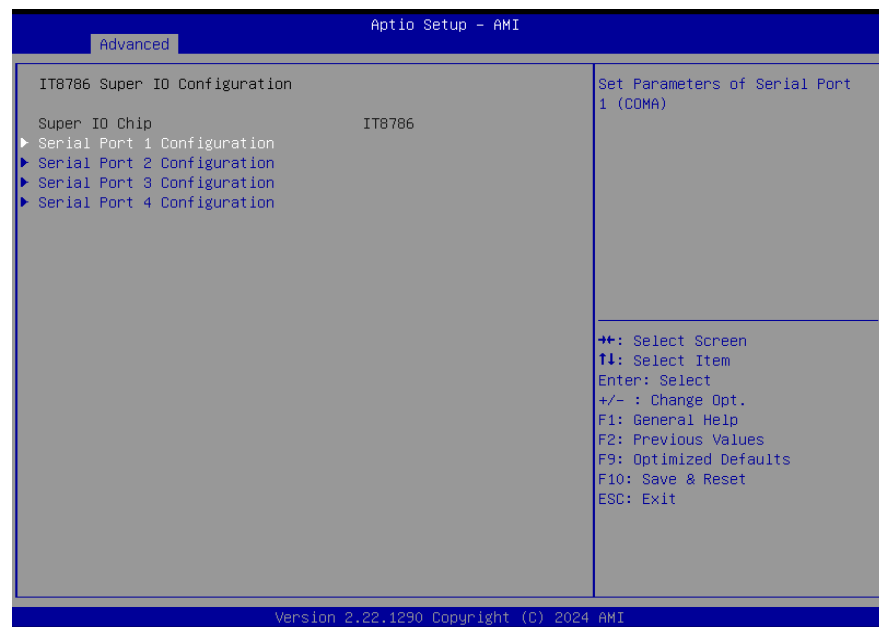 Aptio Setup – AMI
Advanced
IT8786 Super IO Configuration
Super IO Chip IT8786
▶ Serial Port 1 Configuration
▶ Serial Port 2 Configuration
▶ Serial Port 3 Configuration
▶ Serial Port 4 Configuration
Set Parameters of Serial Port
1 (COMA)
→←: Select Screen
↑↓: Select Item
Enter: Select
+/- : Change Opt.
F1: General Help
F2: Previous Values
F9: Optimized Defaults
F10: Save & Reset
ESC: Exit
Version 2.22.1290 Copyright (C) 2024 AMI